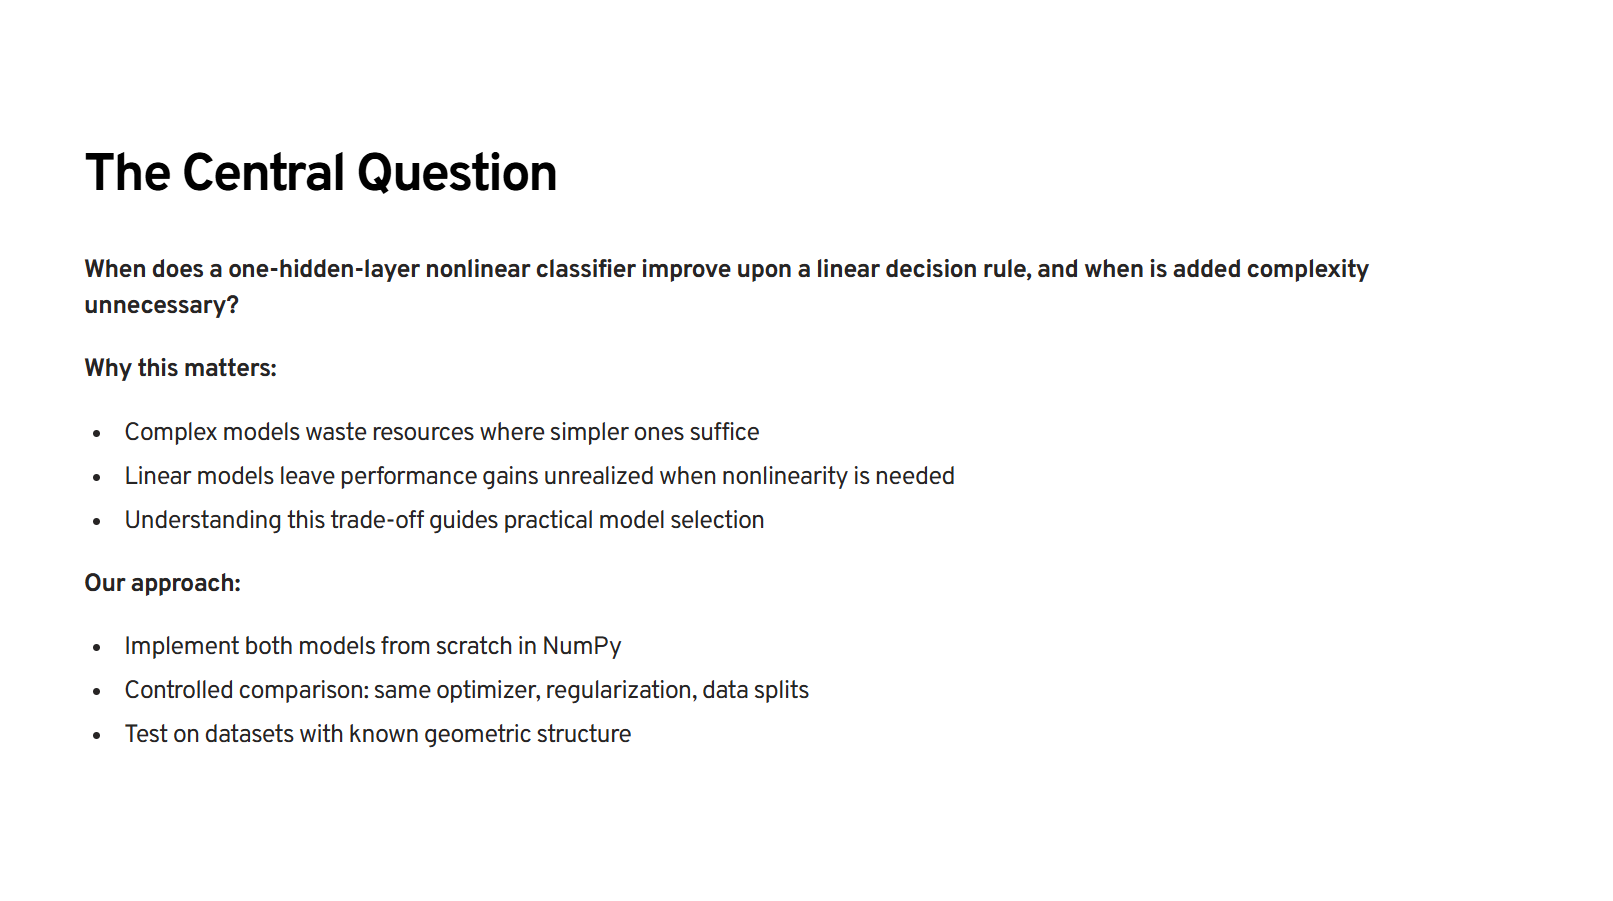 The Central Question
When does a one-hidden-layer nonlinear classifier improve upon a linear decision rule, and when is added complexity
unnecessary?
Why this matters:
• Complex models waste resources where simpler ones suffice
• Linear models leave performance gains unrealized when nonlinearity is needed
• Understanding this trade-off guides practical model selection
Our approach:
• Implement both models from scratch in NumPy
• Controlled comparison: same optimizer, regularization, data splits
• Test on datasets with known geometric structure